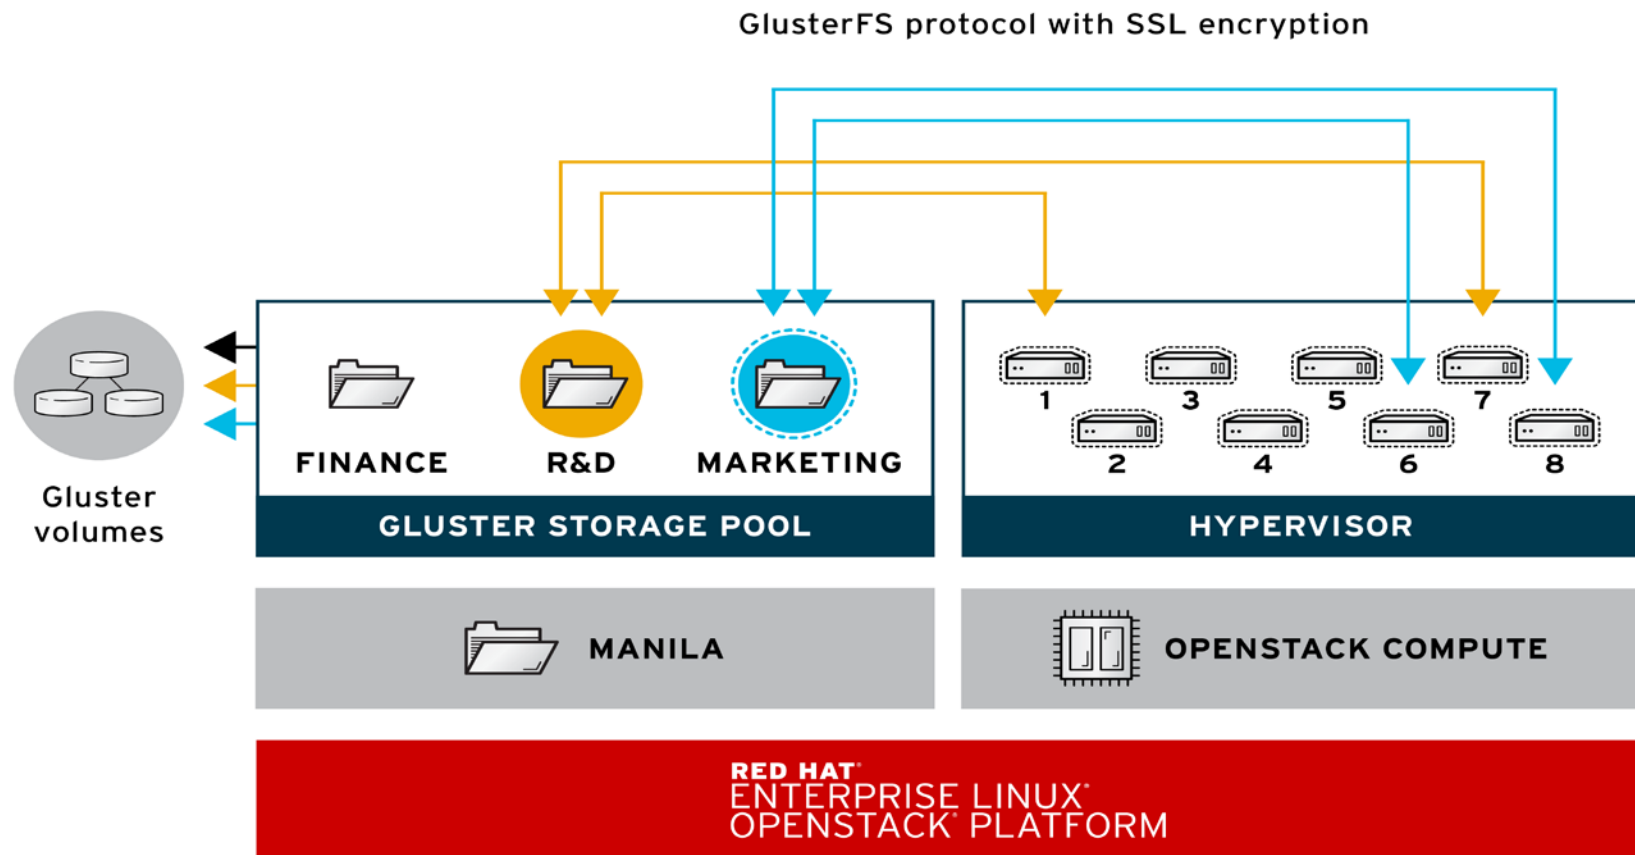 GlusterFS protocol with SSL encryption
FINANCE
R&D
MARKETING
1
3
5
7
2
4
6
8
Gluster
volumes
GLUSTER STORAGE POOL
HYPERVISOR
MANILA
OPENSTACK COMPUTE
RED HAT®
ENTERPRISE LINUX®
OPENSTACK® PLATFORM